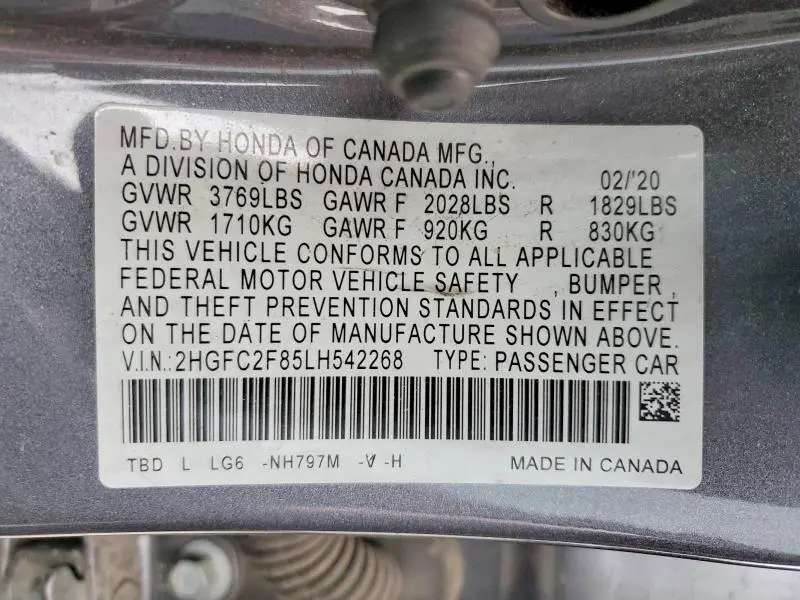 MFD.BY HONDA OF CANADA MFG.,
A DIVISION OF HONDA CANADA INC. 02/'20
GVWR 3769LBS GAWR F 2028LBS R 1829LBS
GVWR 1710KG GAWR F 920KG R 830KG
THIS VEHICLE CONFORMS TO ALL APPLICABLE
FEDERAL MOTOR VEHICLE SAFETY , BUMPER ,
AND THEFT PREVENTION STANDARDS IN EFFECT
ON THE DATE OF MANUFACTURE SHOWN ABOVE.
V.I.N.:2HGFC2F85LH542268 TYPE: PASSENGER CAR
TBD L LG6 -NH797M -V -H MADE IN CANADA